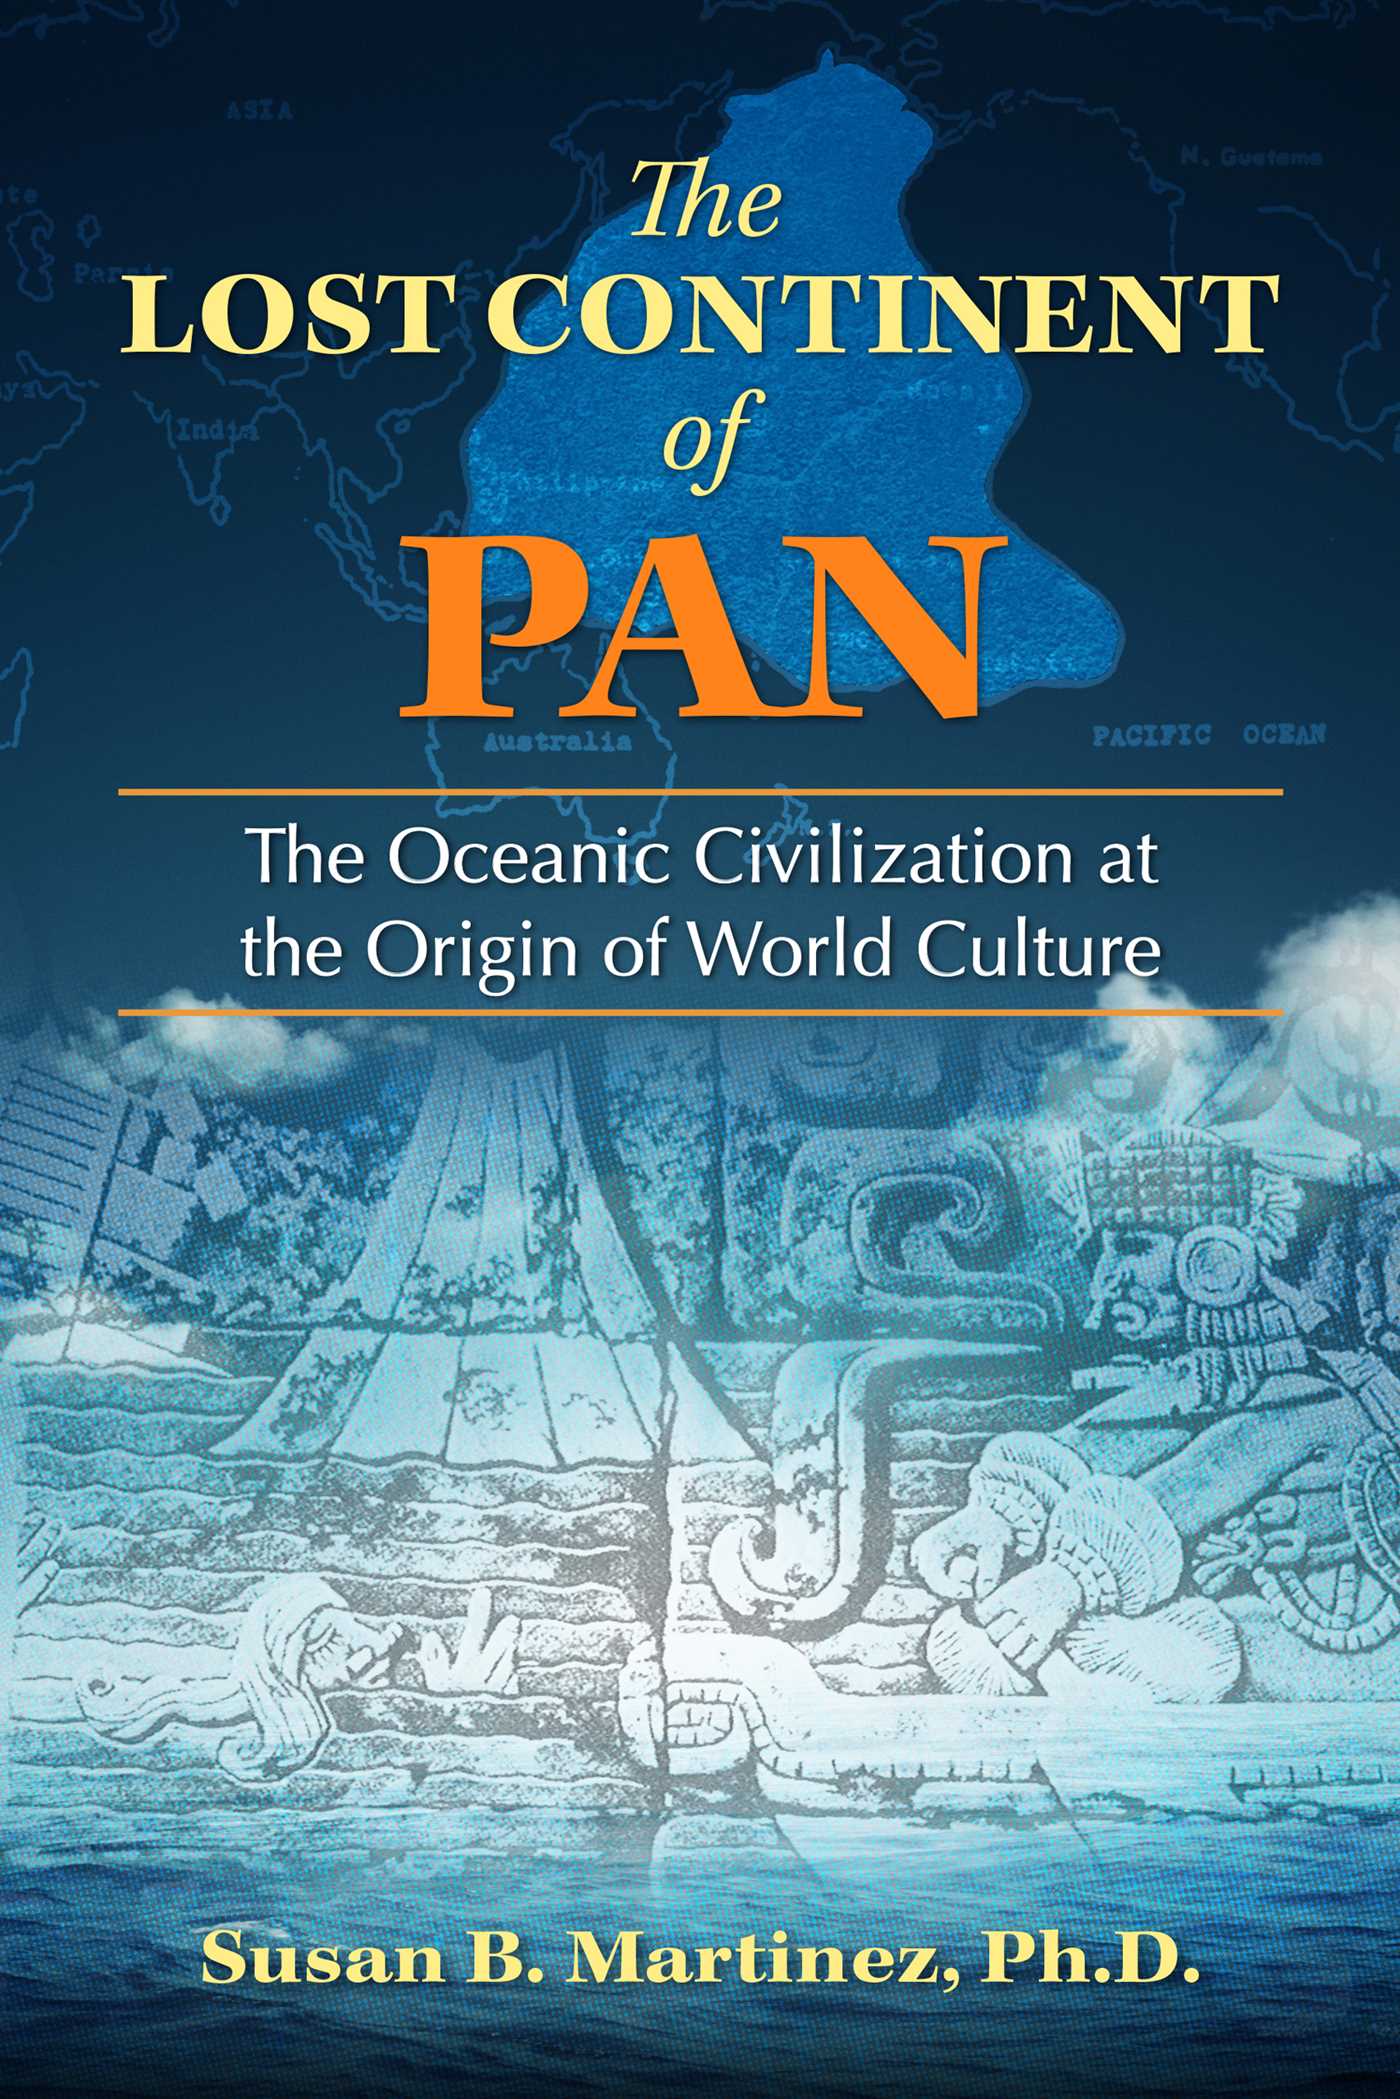 ASIA
N. Guatama
The
LOST CONTINENT
India
of
PAN
Australia
PACIFIC OCEAN
The Oceanic Civilization at
the Origin of World Culture
Susan B. Martinez, Ph.D.